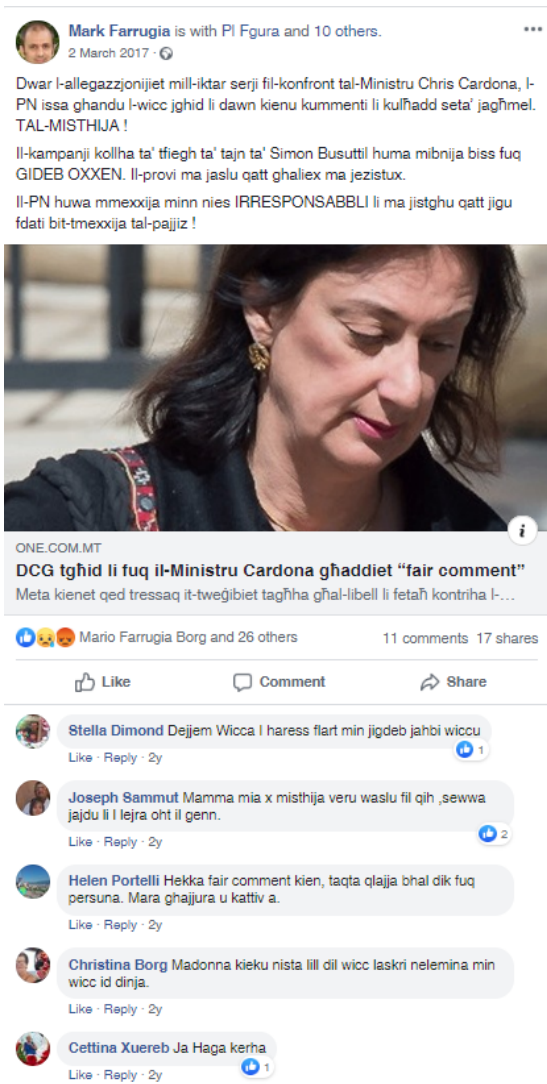 Mark Farrugia is with Pl Fgura and 10 others.
2 March 2017
Dwar l-allegazzjonijiet mill-iktar serji fil-konfront tal-Ministru Chris Cardona, l-
PN issa ghandu l-wicc jghid li dawn kienu kummenti li kulħadd seta' jagħmel.
TAL-MISTHIJA !
Il-kampanji kollha ta' tfiegh ta' tajn ta' Simon Busuttil huma mibnija biss fuq
GIDEB OXXEN. Il-provi ma jaslu qatt ghaliex ma jezistux.
Il-PN huwa mmexxija minn nies IRRESPONSABBLI li ma jistghu qatt jigu
fdati bit-tmexxija tal-pajjiz !
ONE.COM.MT
DCG tgħid li fuq il-Ministru Cardona għaddiet “fair comment”
Meta kienet qed tressaq it-tweġibiet tagħha għal-libell li fetaħ kontriha l-...
Mario Farrugia Borg and 26 others
11 comments 17 shares
Like Comment Share
Stella Dimond Dejjem Wicca l haress flart min jigdeb jahbi wiccu
1
Like · Reply · 2y
Joseph Sammut Mamma mia x misthija veru waslu fil qih ,sewwa
jajdu li l lejra oht il genn.
2
Like · Reply · 2y
Helen Portelli Hekka fair comment kien, taqta qlajja bhal dik fuq
persuna. Mara ghajjura u kattiv a.
Like · Reply · 2y
Christina Borg Madonna kieku nista lill dil wicc laskri nelemina min
wicc id dinja.
Like · Reply · 2y
Cettina Xuereb Ja Haga kerha
1
Like · Reply · 2y